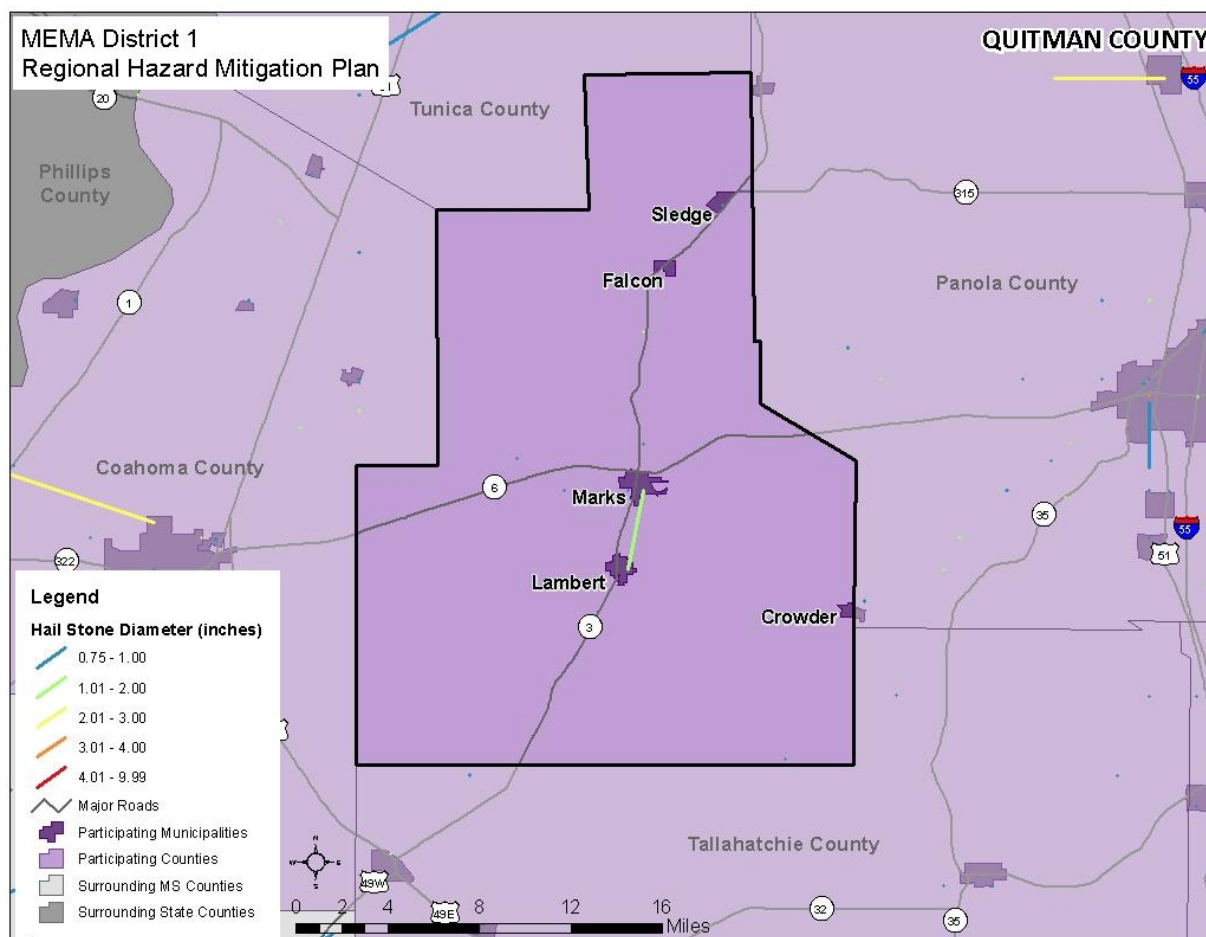 MEMA District 1
Regional Hazard Mitigation Plan
QUITMAN COUNTY
20
55
Tunica County
Phillips
County
315
Sledge
Falcon
Panola County
1
Coahoma County
6
Marks
35
322
55
51
Lambert
3
Crowder
Legend
Hail Stone Diameter (inches)
0.75 - 1.00
1.01 - 2.00
2.01 - 3.00
3.01 - 4.00
4.01 - 9.99
Major Roads
Participating Municipalities
Participating Counties
Surrounding MS Counties
Surrounding State Counties
N
W
E
S
Tallahatchie County
49W
49E
32
35
0 2 4 8 12 16
Miles